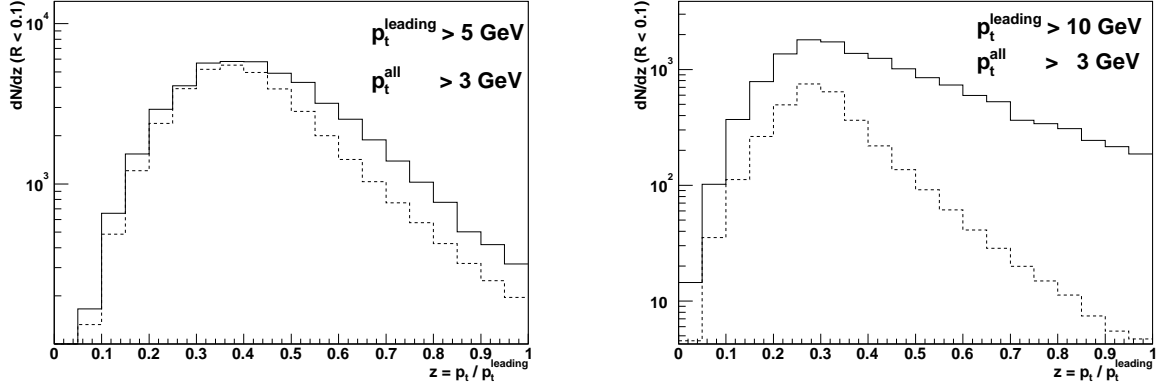 dN/dz (R < 0.1)
10^4
10^3
p_t^leading > 5 GeV
p_t^all > 3 GeV
0 0.1 0.2 0.3 0.4 0.5 0.6 0.7 0.8 0.9 1
z = p_t / p_t^leading
dN/dz (R < 0.1)
10^3
10^2
10
p_t^leading > 10 GeV
p_t^all > 3 GeV
0 0.1 0.2 0.3 0.4 0.5 0.6 0.7 0.8 0.9 1
z = p_t / p_t^leading